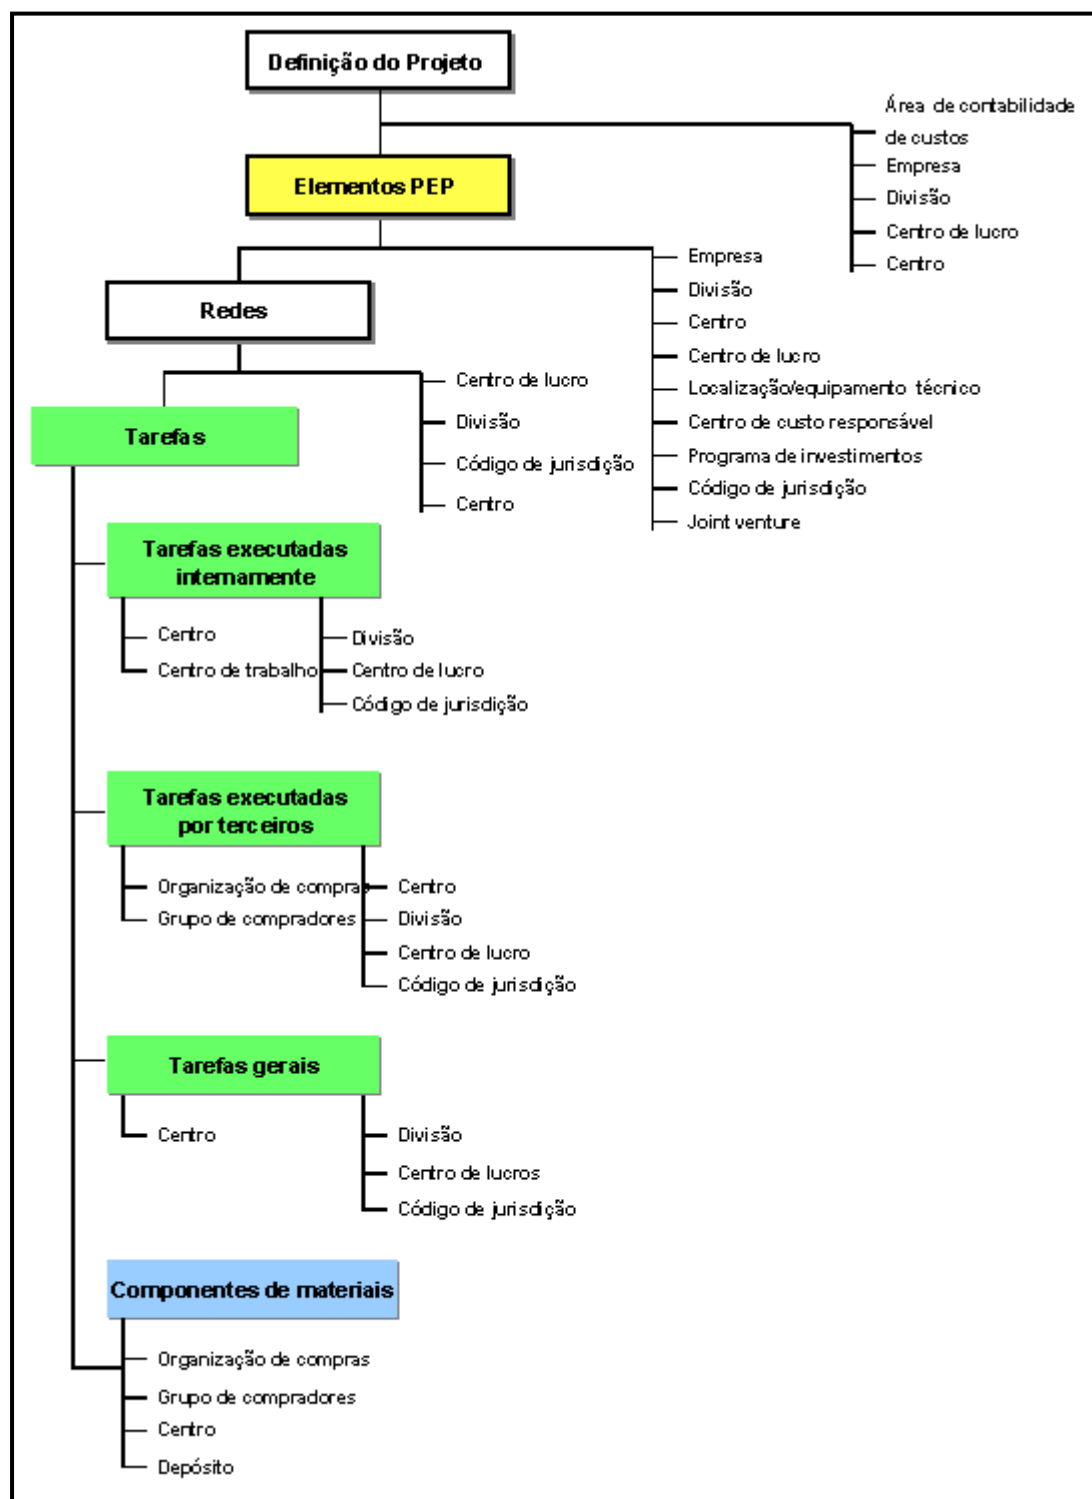 Definição do Projeto
Área de contabilidade
de custos
Empresa
Divisão
Centro de lucro
Centro
Elementos PEP
Empresa
Divisão
Centro
Centro de lucro
Localização/equipamento técnico
Centro de custo responsável
Programa de investimentos
Código de jurisdição
Joint venture
Redes
Centro de lucro
Divisão
Código de jurisdição
Centro
Tarefas
Tarefas executadas
internamente
Centro
Centro de trabalho
Divisão
Centro de lucro
Código de jurisdição
Tarefas executadas
por terceiros
Organização de compras
Grupo de compradores
Centro
Divisão
Centro de lucro
Código de jurisdição
Tarefas gerais
Centro
Divisão
Centro de lucros
Código de jurisdição
Componentes de materiais
Organização de compras
Grupo de compradores
Centro
Depósito